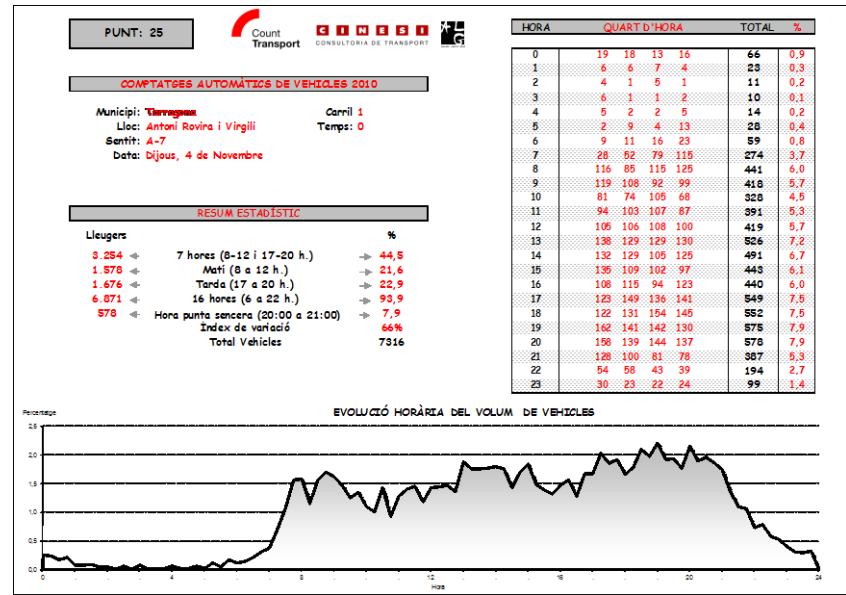 PUNT: 25
Count
Transport
CINESI
CONSULTORIA DE TRANSPORT
COMPTATGES AUTOMÀTICS DE VEHICLES 2010
Municipi: Carril 1
Lloc: Antoni Rovira i Virgili Temps: 0
Sentit: A-7
Data: Dijous, 4 de Novembre
RESUM ESTADÍSTIC
Lleugers %
3.254 7 hores (8-12 i 17-20 h.) 44,5
1.578 Matí (8 a 12 h.) 21,6
1.676 Tarda (17 a 20 h.) 22,9
6.871 16 hores (6 a 22 h.) 93,9
578 Hora punta sencera (20:00 a 21:00) 7,9
Índex de variació 66%
Total Vehicles 7316
HORA QUART D'HORA TOTAL %
0 19 18 13 16 66 0,9
1 6 6 7 4 23 0,3
2 4 1 5 1 11 0,2
3 6 1 1 2 10 0,1
4 5 2 2 5 14 0,2
5 2 9 4 13 28 0,4
6 9 11 16 23 59 0,8
7 28 52 79 115 274 3,7
8 116 85 115 125 441 6,0
9 119 108 92 99 418 5,7
10 81 74 105 68 328 4,5
11 94 103 107 87 391 5,3
12 105 106 108 100 419 5,7
13 138 129 129 130 526 7,2
14 132 129 105 125 491 6,7
15 135 109 102 97 443 6,1
16 108 115 94 123 440 6,0
17 123 149 136 141 549 7,5
18 122 131 154 145 552 7,5
19 162 141 142 130 575 7,9
20 158 139 144 137 578 7,9
21 128 100 81 78 387 5,3
22 54 58 43 39 194 2,7
23 30 23 22 24 99 1,4
EVOLUCIÓ HORÀRIA DEL VOLUM DE VEHICLES
Percentatge
2,5
2,0
1,5
1,0
0,5
0,0
0 4 8 12 16 20 24
Hora